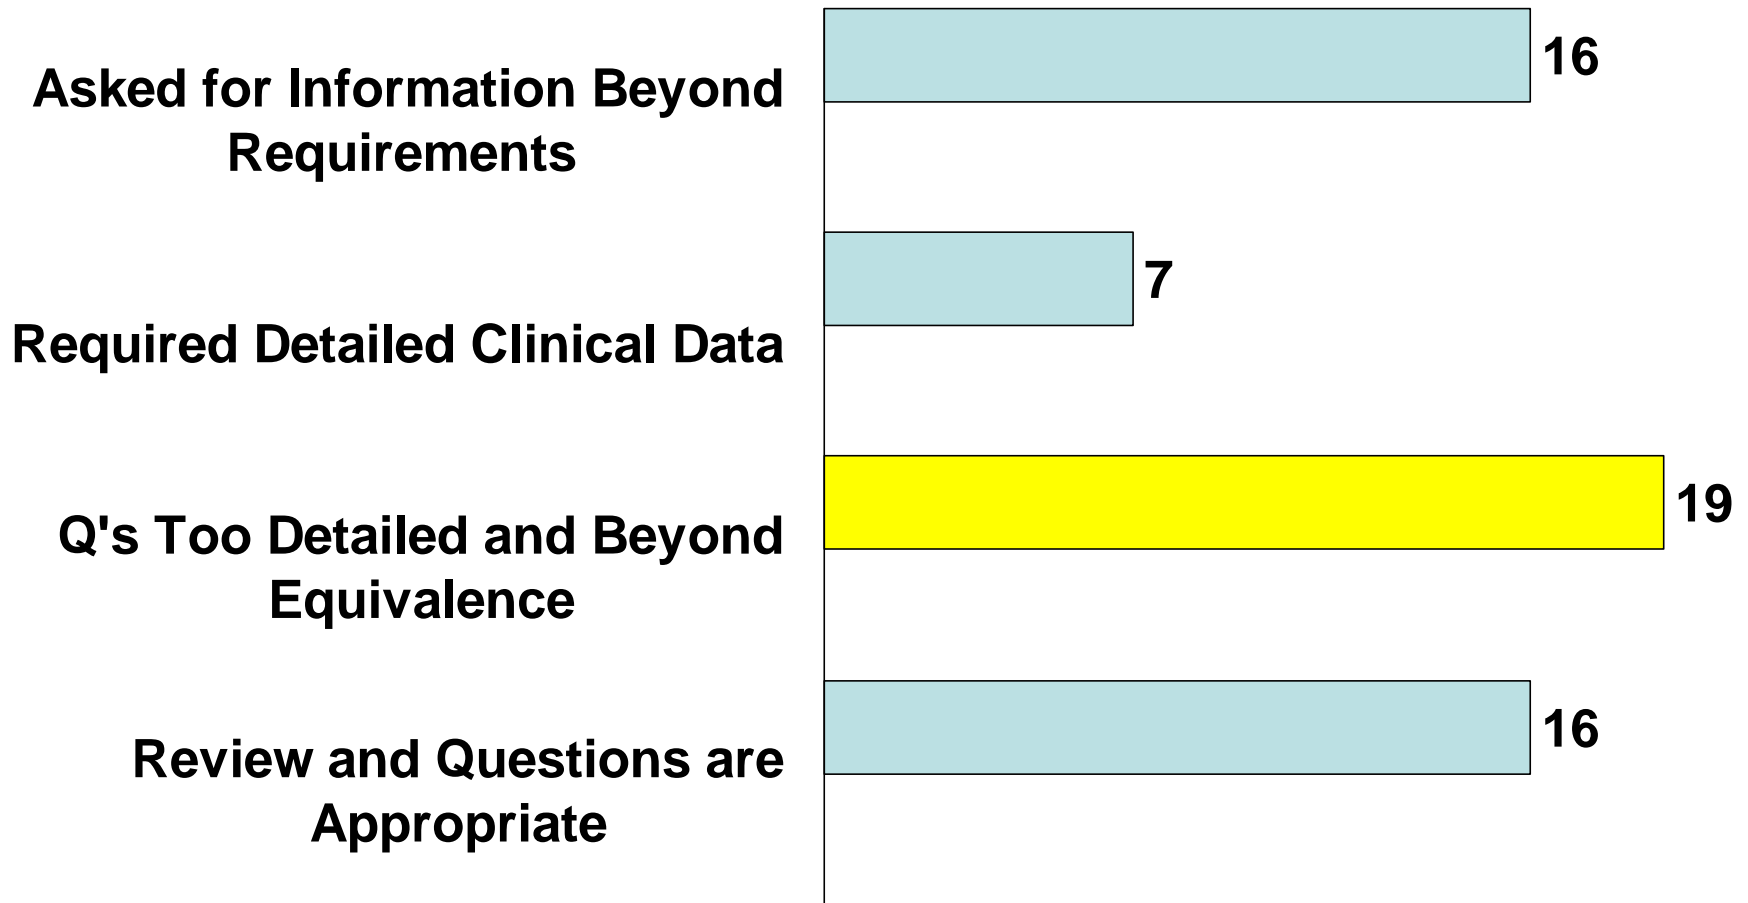 16
Asked for Information Beyond
Requirements
7
Required Detailed Clinical Data
19
Q's Too Detailed and Beyond
Equivalence
16
Review and Questions are
Appropriate